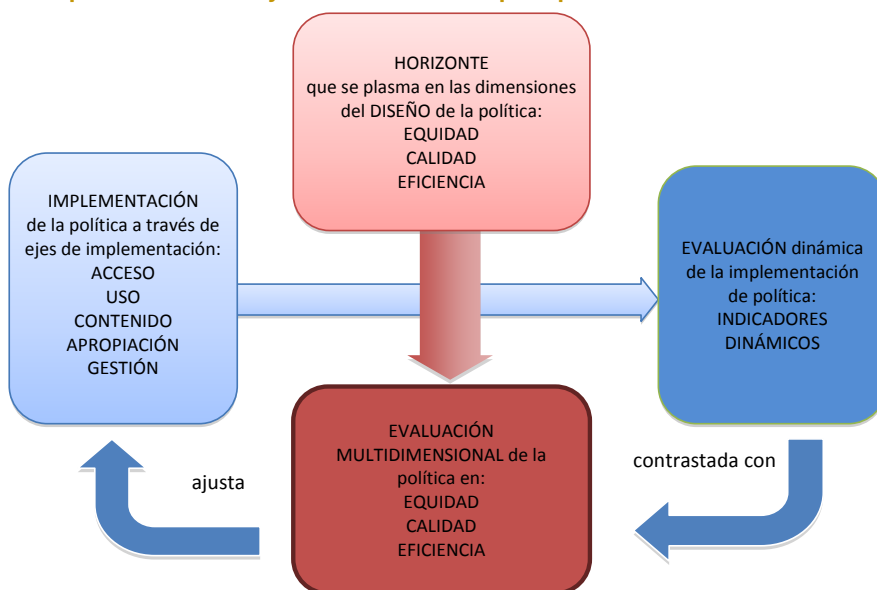 HORIZONTE
que se plasma en las dimensiones
del DISEÑO de la política:
EQUIDAD
CALIDAD
EFICIENCIA
IMPLEMENTACIÓN
de la política a través de
ejes de implementación:
ACCESO
USO
CONTENIDO
APROPIACIÓN
GESTIÓN
EVALUACIÓN dinámica
de la implementación
de política:
INDICADORES
DINÁMICOS
EVALUACIÓN
MULTIDIMENSIONAL de la
política en:
EQUIDAD
CALIDAD
EFICIENCIA
contrastada con
ajusta